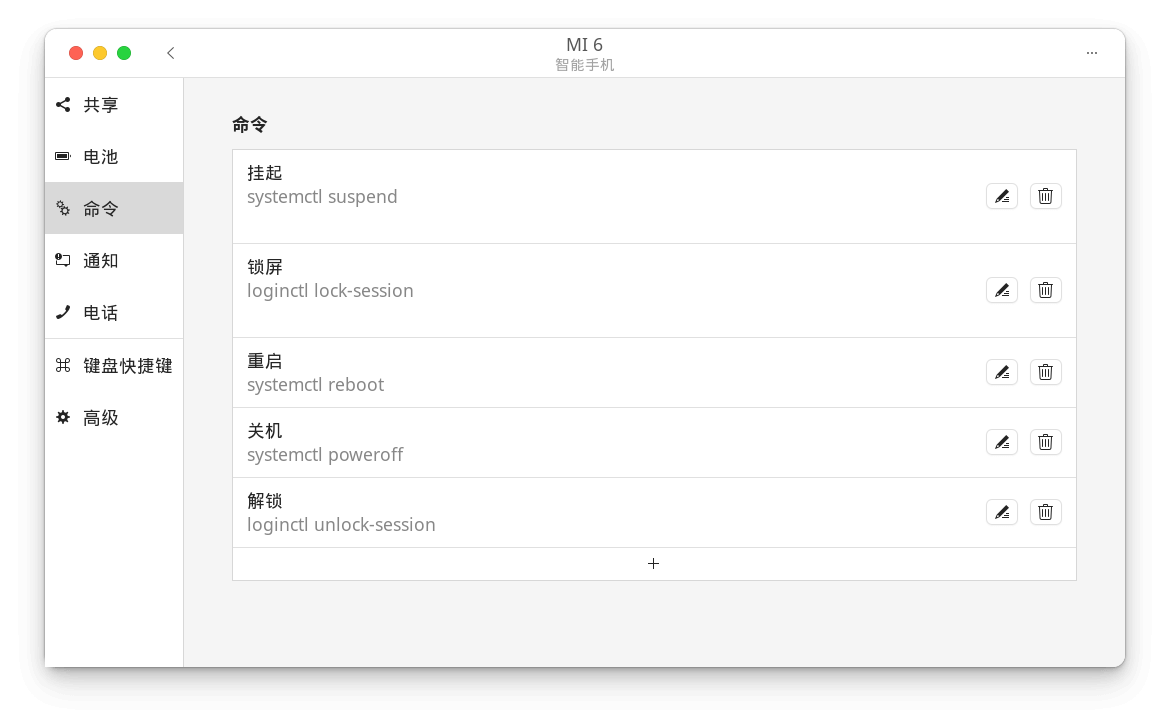 MI 6
智能手机
共享
电池
命令
通知
电话
键盘快捷键
高级
命令
挂起
systemctl suspend
锁屏
loginctl lock-session
重启
systemctl reboot
关机
systemctl poweroff
解锁
loginctl unlock-session